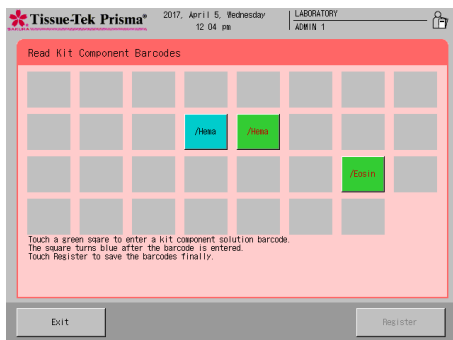 Tissue-Tek Prisma®
SAKURA
2017, April 5, Wednesday
12 04 pm
LABORATORY
ADMIN 1
Read Kit Component Barcodes
/Hema
/Hema
/Eosin
Touch a green sqare to enter a kit component solution barcode.
The square turns blue after the barcode is entered.
Touch Register to save the barcodes finally.
Exit
Register